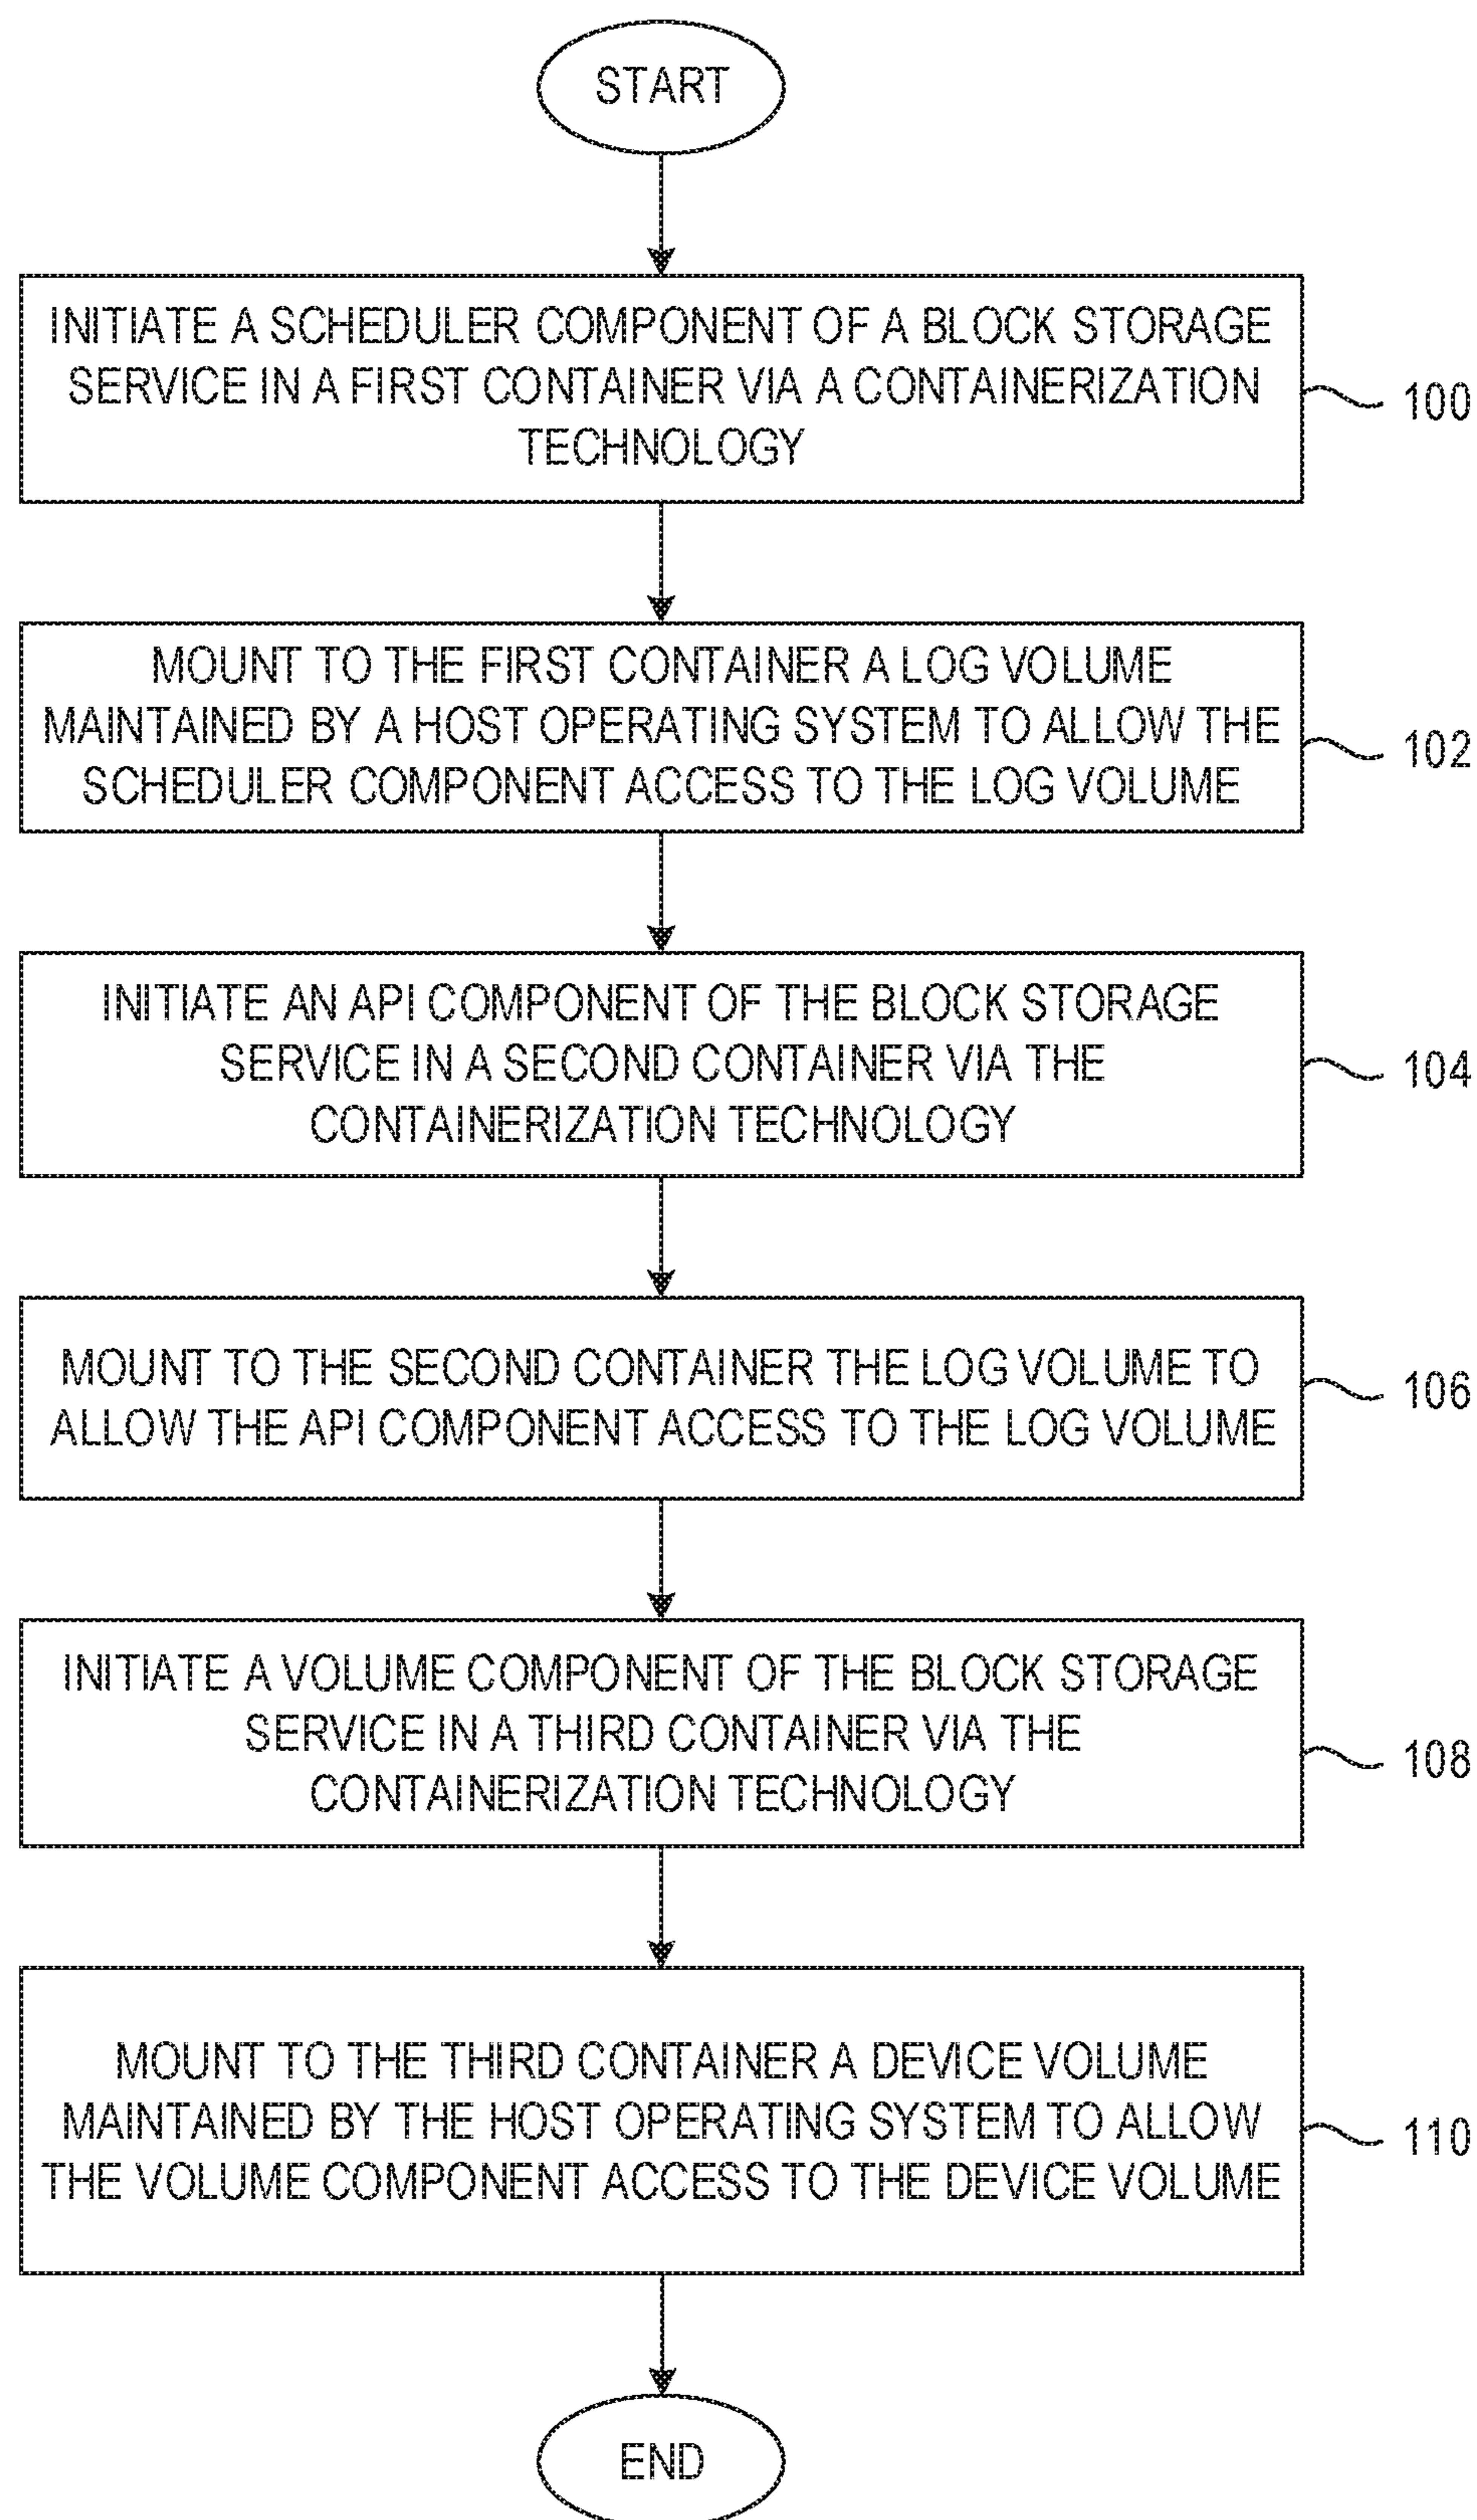 START
INITIATE A SCHEDULER COMPONENT OF A BLOCK STORAGE
SERVICE IN A FIRST CONTAINER VIA A CONTAINERIZATION
TECHNOLOGY
100
MOUNT TO THE FIRST CONTAINER A LOG VOLUME
MAINTAINED BY A HOST OPERATING SYSTEM TO ALLOW THE
SCHEDULER COMPONENT ACCESS TO THE LOG VOLUME
102
INITIATE AN API COMPONENT OF THE BLOCK STORAGE
SERVICE IN A SECOND CONTAINER VIA THE
CONTAINERIZATION TECHNOLOGY
104
MOUNT TO THE SECOND CONTAINER THE LOG VOLUME TO
ALLOW THE API COMPONENT ACCESS TO THE LOG VOLUME
106
INITIATE A VOLUME COMPONENT OF THE BLOCK STORAGE
SERVICE IN A THIRD CONTAINER VIA THE
CONTAINERIZATION TECHNOLOGY
108
MOUNT TO THE THIRD CONTAINER A DEVICE VOLUME
MAINTAINED BY THE HOST OPERATING SYSTEM TO ALLOW
THE VOLUME COMPONENT ACCESS TO THE DEVICE VOLUME
110
END